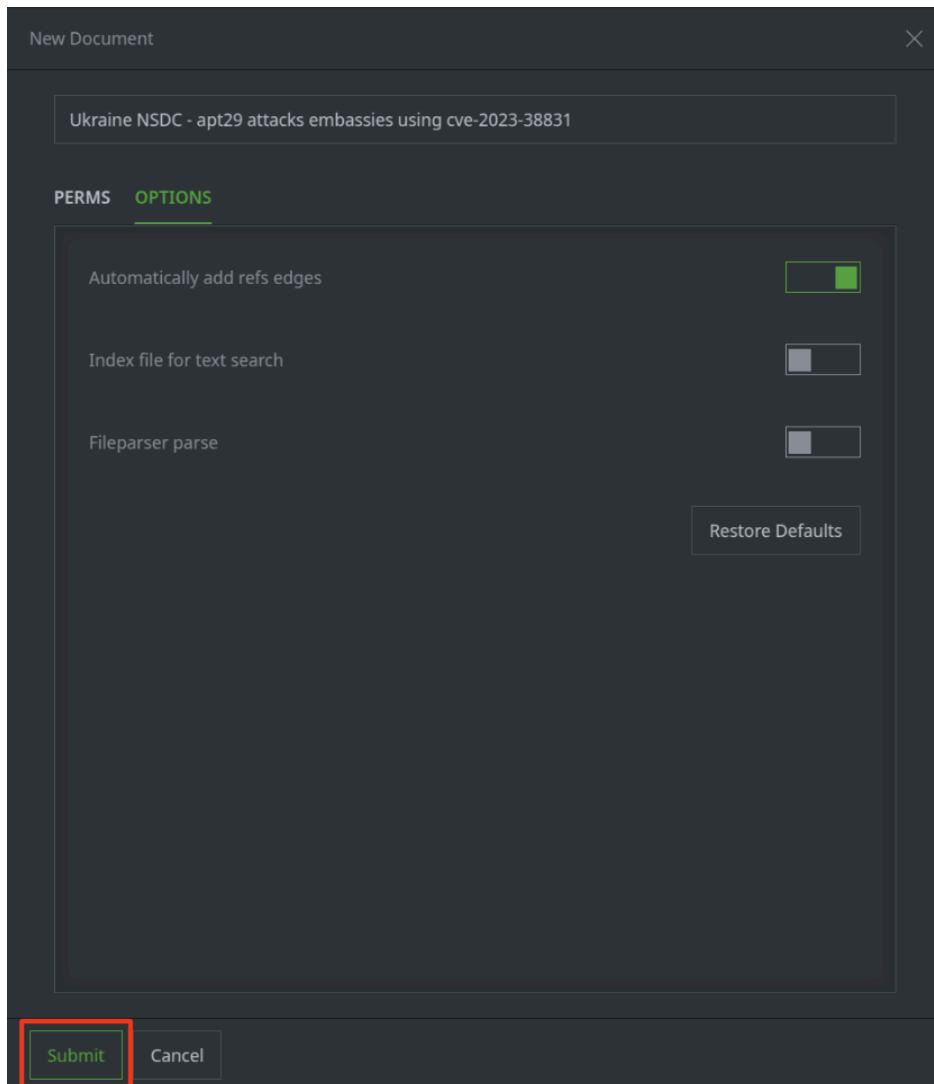 New Document
Ukraine NSDC - apt29 attacks embassies using cve-2023-38831
PERMS OPTIONS
Automatically add refs edges
Index file for text search
Fileparser parse
Restore Defaults
Submit Cancel